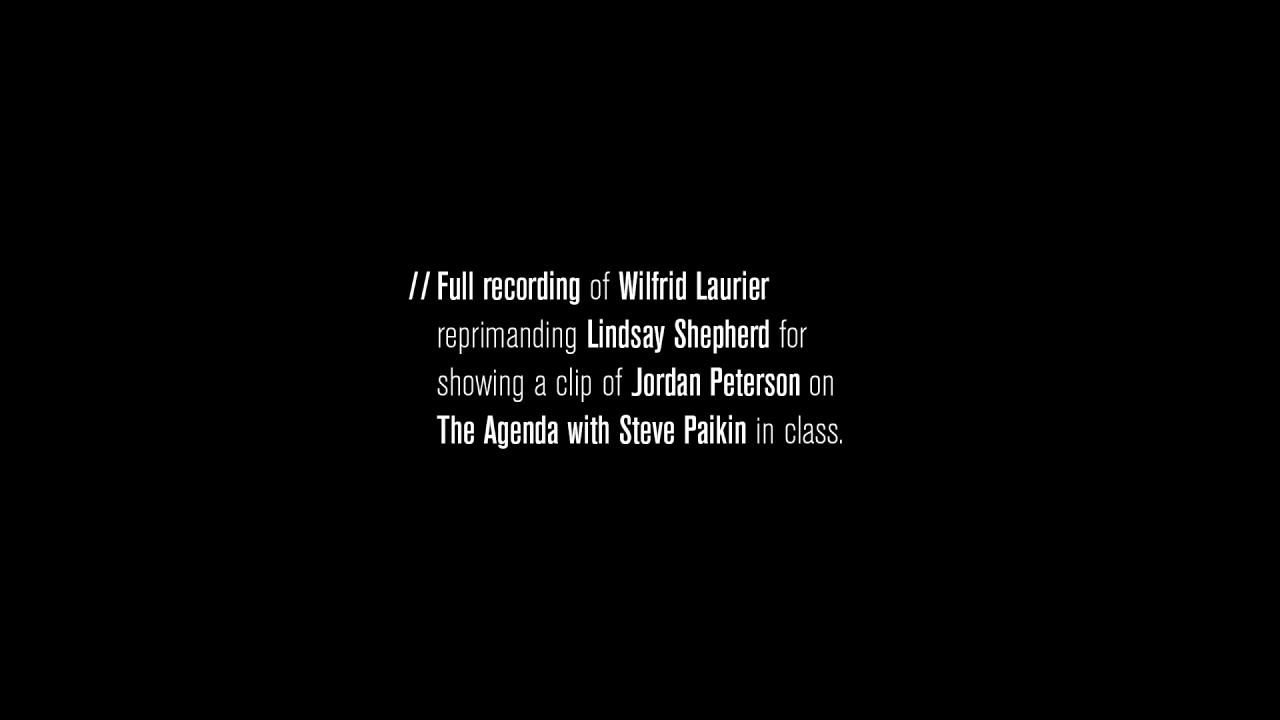 // Full recording of Wilfrid Laurier
reprimanding Lindsay Shepherd for
showing a clip of Jordan Peterson on
The Agenda with Steve Paikin in class.